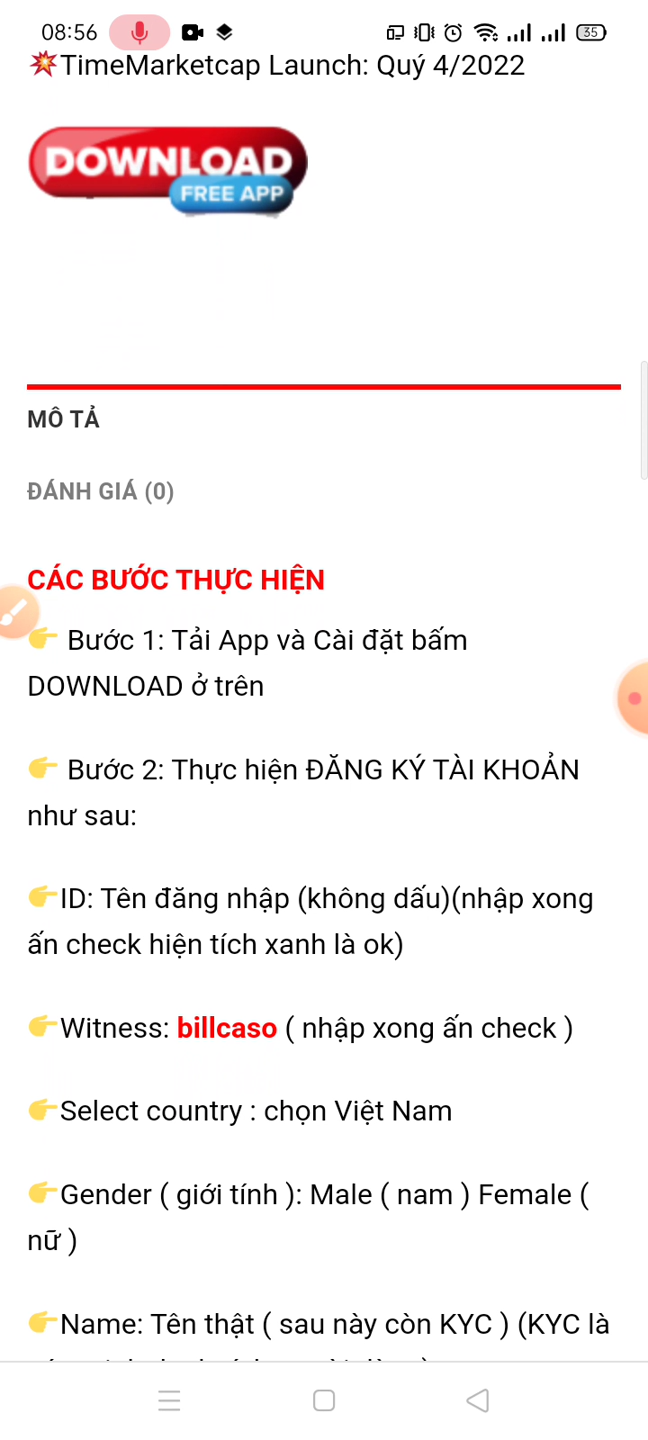 08:56
35
💥TimeMarketcap Launch: Quý 4/2022
DOWNLOAD
FREE APP
MÔ TẢ
ĐÁNH GIÁ (0)
CÁC BƯỚC THỰC HIỆN
👉 Bước 1: Tải App và Cài đặt bấm
DOWNLOAD ở trên
👉 Bước 2: Thực hiện ĐĂNG KÝ TÀI KHOẢN
như sau:
👉ID: Tên đăng nhập (không dấu)(nhập xong
ấn check hiện tích xanh là ok)
👉Witness: billcaso ( nhập xong ấn check )
👉Select country : chọn Việt Nam
👉Gender ( giới tính ): Male ( nam ) Female (
nữ )
👉Name: Tên thật ( sau này còn KYC ) (KYC là